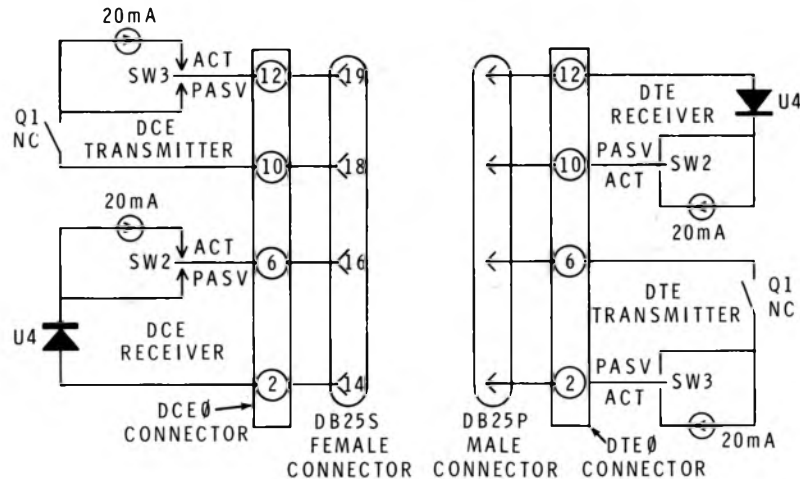 20mA
SW3
ACT
PASV
12
19
Q1
NC
DCE
TRANSMITTER
10
18
20mA
SW2
ACT
PASV
6
16
U4
DCE
RECEIVER
2
14
DCEØ
CONNECTOR
DB25S
FEMALE
CONNECTOR
12
DTE
RECEIVER
U4
10
PASV
ACT
SW2
20mA
6
DTE
TRANSMITTER
Q1
NC
2
PASV
ACT
SW3
20mA
DB25P
MALE
CONNECTOR
DTEØ
CONNECTOR